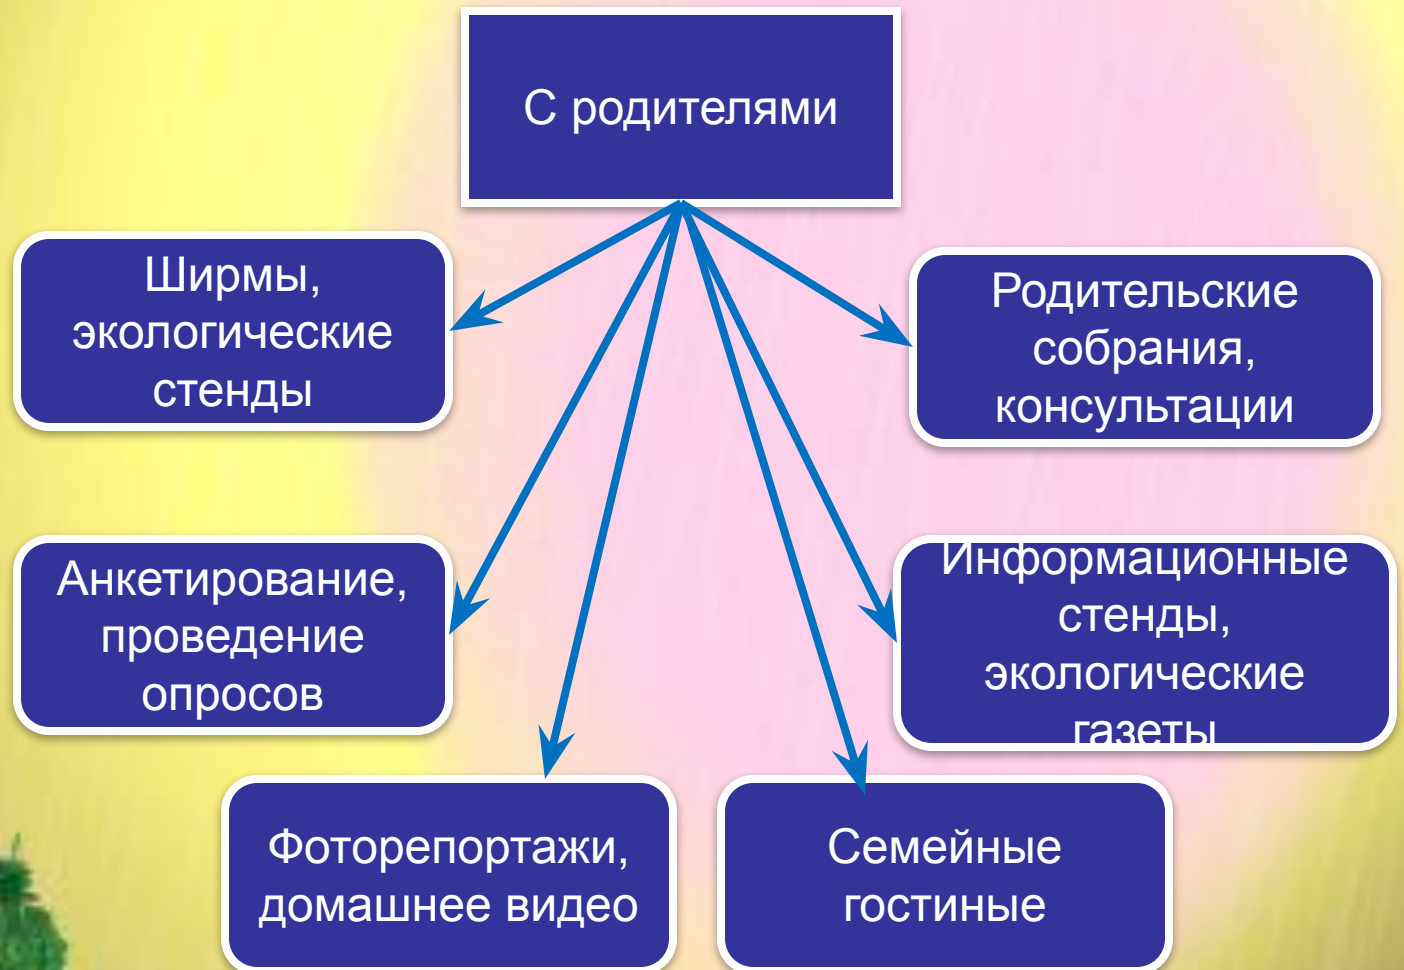 С родителями
Ширмы,
экологические
стенды
Родительские
собрания,
консультации
Анкетирование,
проведение
опросов
Информационные
стенды,
экологические
газеты
Фоторепортажи,
домашнее видео
Семейные
гостиные